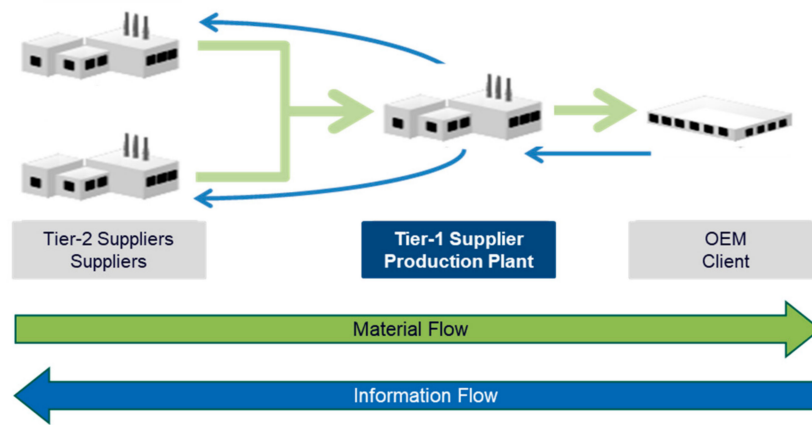 Tier-2 Suppliers
Suppliers
Tier-1 Supplier
Production Plant
OEM
Client
Material Flow
Information Flow